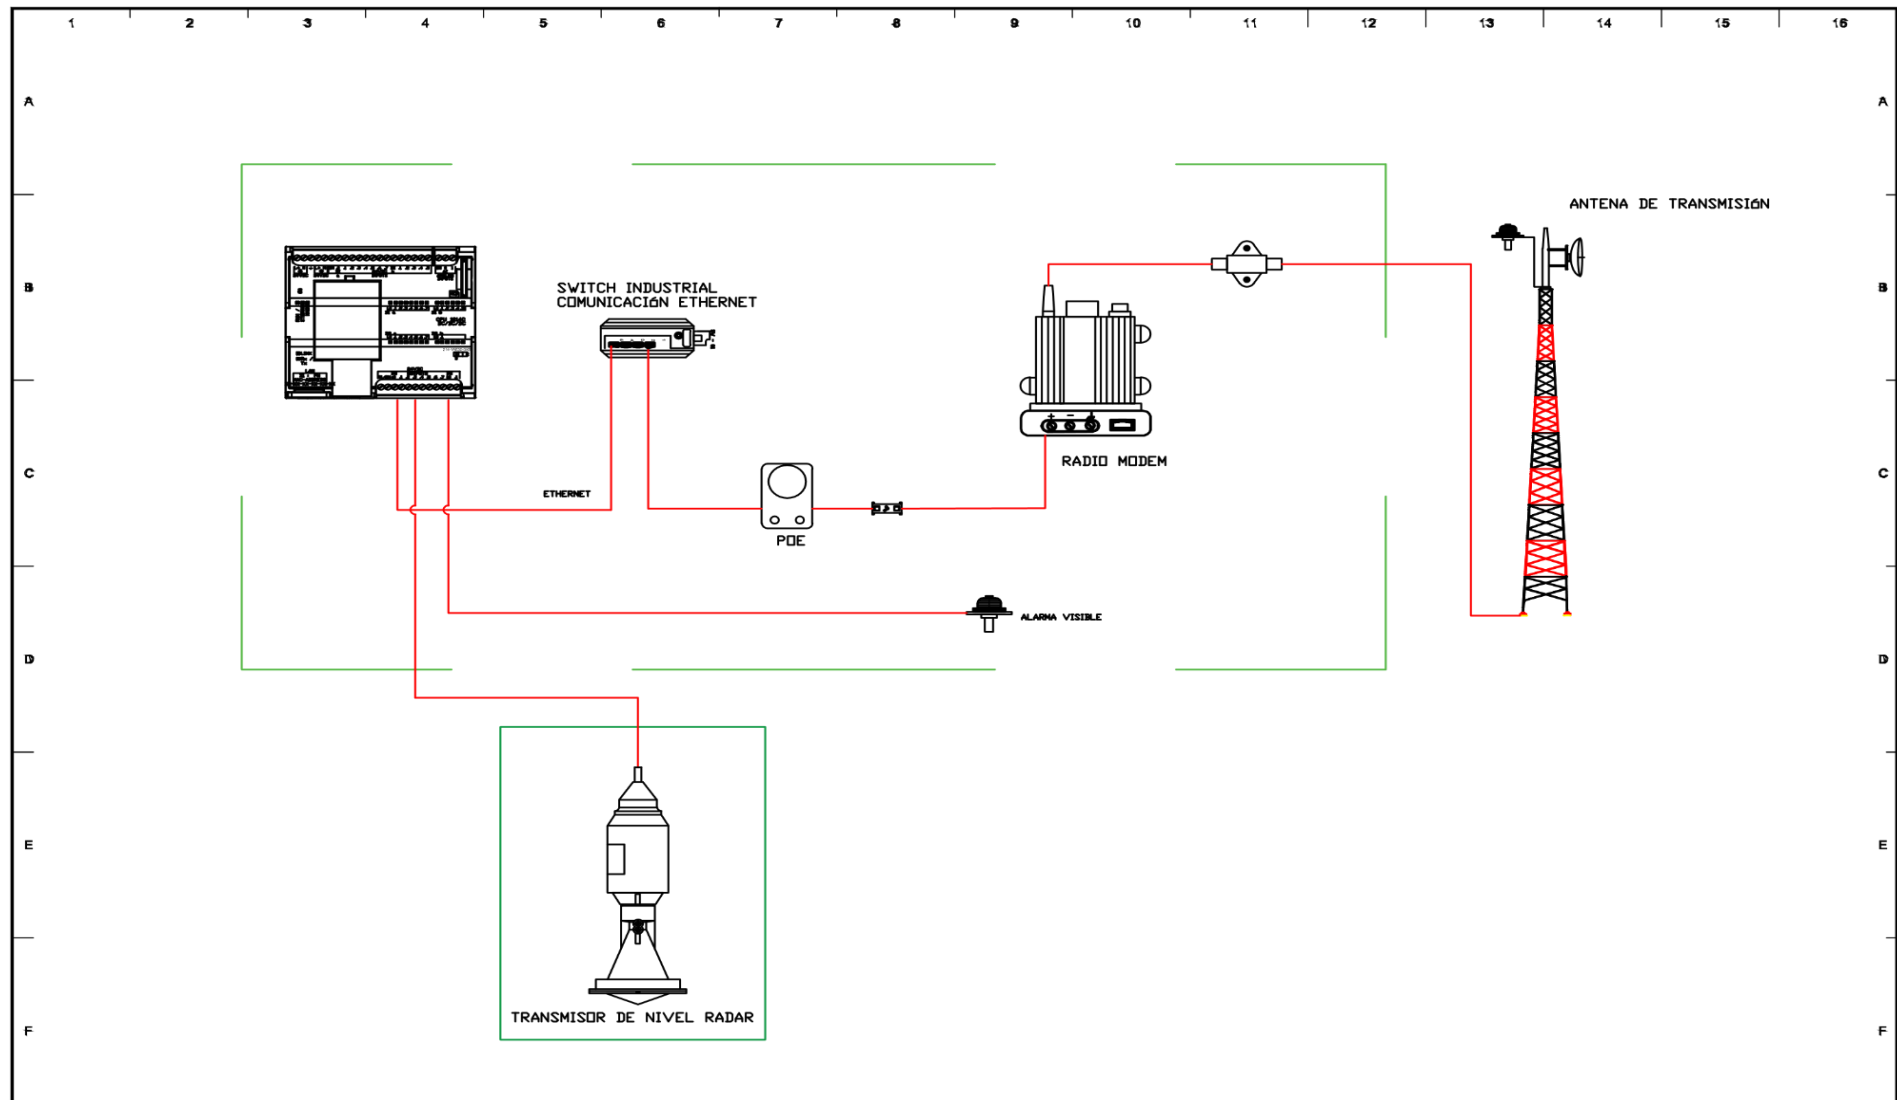 1 2 3 4 5 6 7 8 9 10 11 12 13 14 15 16
A A
ANTENA DE TRANSMISIóN
B B
SWITCH INDUSTRIAL
COMUNICACIóN ETHERNET
RADIO MODEM
C C
ETHERNET
POE
+ -
ALARMA VISIBLE
D D
E E
TRANSMISOR DE NIVEL RADAR
F F